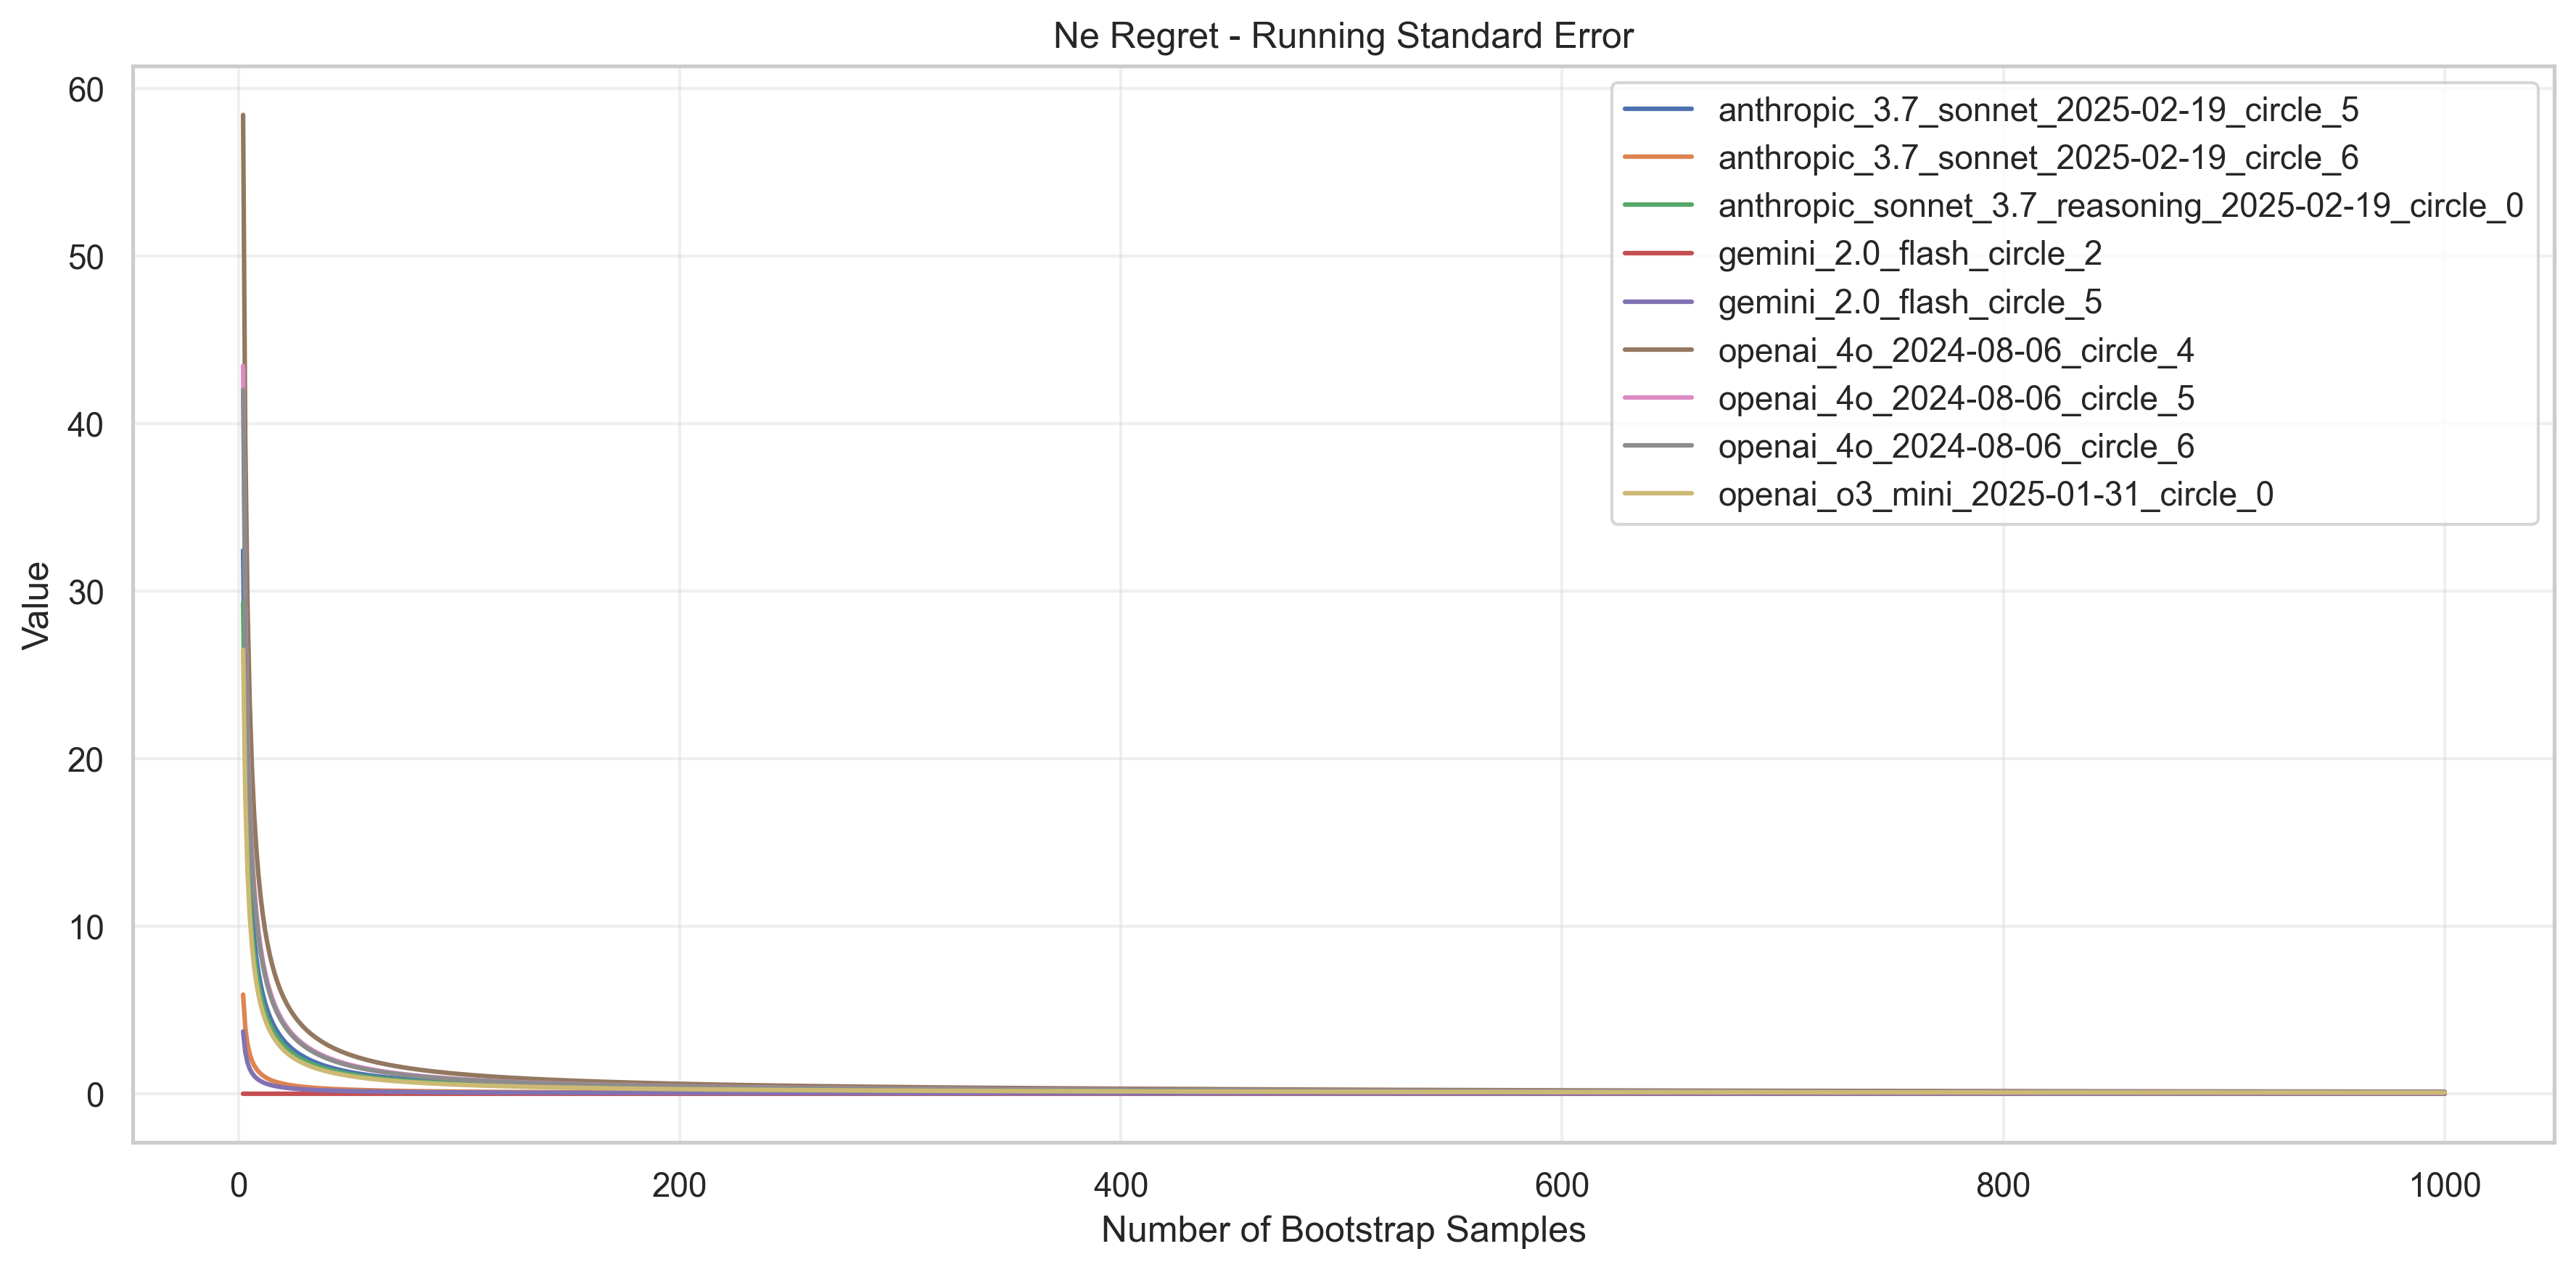 Ne Regret - Running Standard Error
60
50
40
30
20
10
0
Value
anthropic_3.7_sonnet_2025-02-19_circle_5
anthropic_3.7_sonnet_2025-02-19_circle_6
anthropic_sonnet_3.7_reasoning_2025-02-19_circle_0
gemini_2.0_flash_circle_2
gemini_2.0_flash_circle_5
openai_4o_2024-08-06_circle_4
openai_4o_2024-08-06_circle_5
openai_4o_2024-08-06_circle_6
openai_o3_mini_2025-01-31_circle_0
0 200 400 600 800 1000
Number of Bootstrap Samples